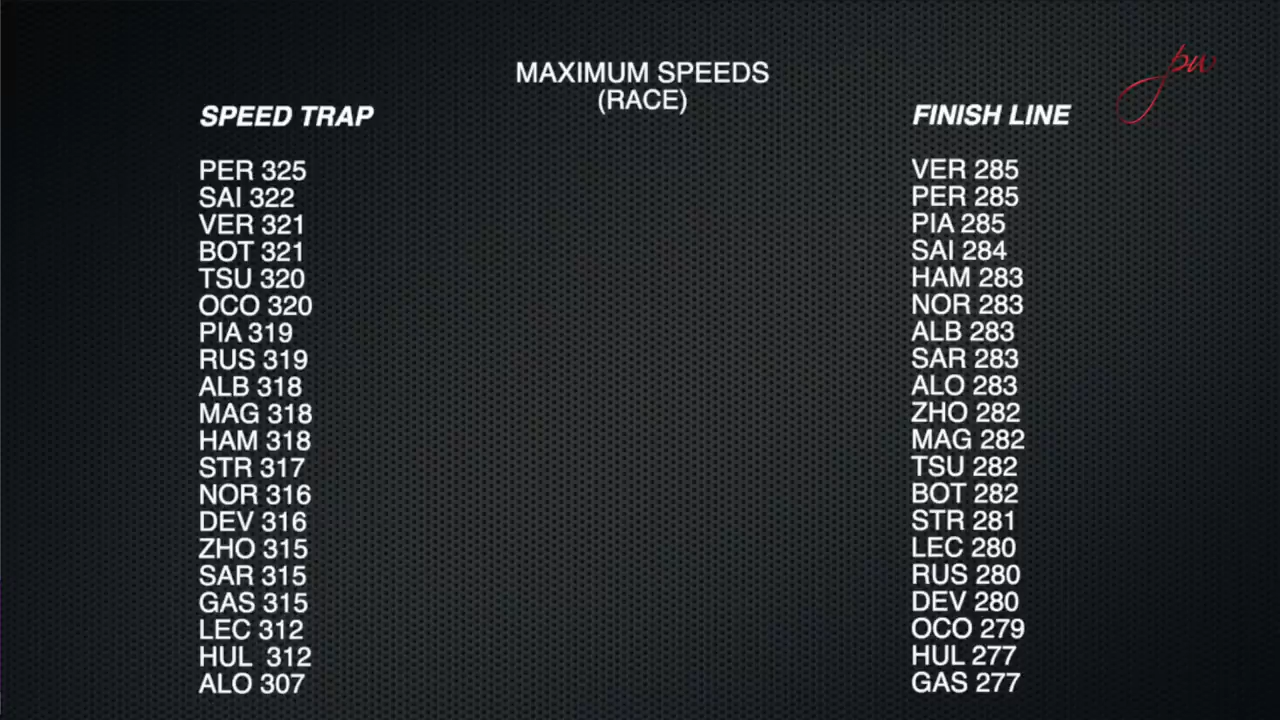 MAXIMUM SPEEDS
(RACE)
pw
SPEED TRAP
PER 325
SAI 322
VER 321
BOT 321
TSU 320
OCO 320
PIA 319
RUS 319
ALB 318
MAG 318
HAM 318
STR 317
NOR 316
DEV 316
ZHO 315
SAR 315
GAS 315
LEC 312
HUL  312
ALO 307
FINISH LINE
VER 285
PER 285
PIA 285
SAI 284
HAM 283
NOR 283
ALB 283
SAR 283
ALO 283
ZHO 282
MAG 282
TSU 282
BOT 282
STR 281
LEC 280
RUS 280
DEV 280
OCO 279
HUL 277
GAS 277